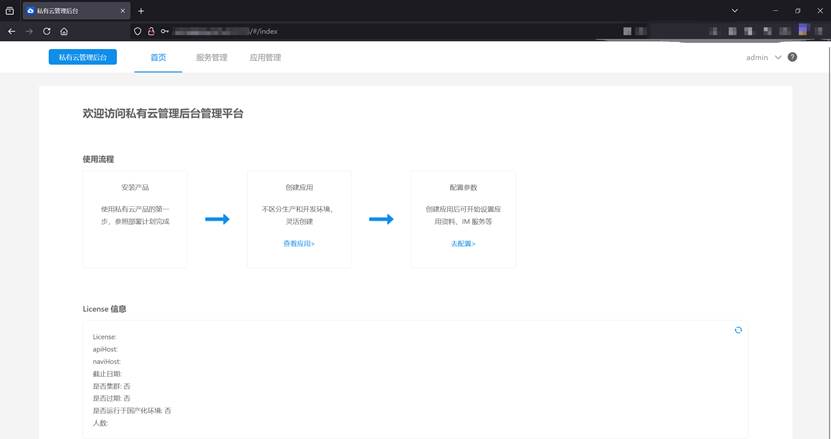 私有云管理后台
/#/index
私有云管理后台
首页
服务管理
应用管理
admin
欢迎访问私有云管理后台管理平台
使用流程
安装产品
使用私有云产品的第一
步，参照部署计划完成
创建应用
不区分生产和开发环境，
灵活创建
查看应用>
配置参数
创建应用后可开始设置应
用资料、IM 服务等
去配置>
License 信息
License:
apiHost:
naviHost:
截止日期:
是否集群: 否
是否过期: 否
是否运行于国产化环境: 否
人数: